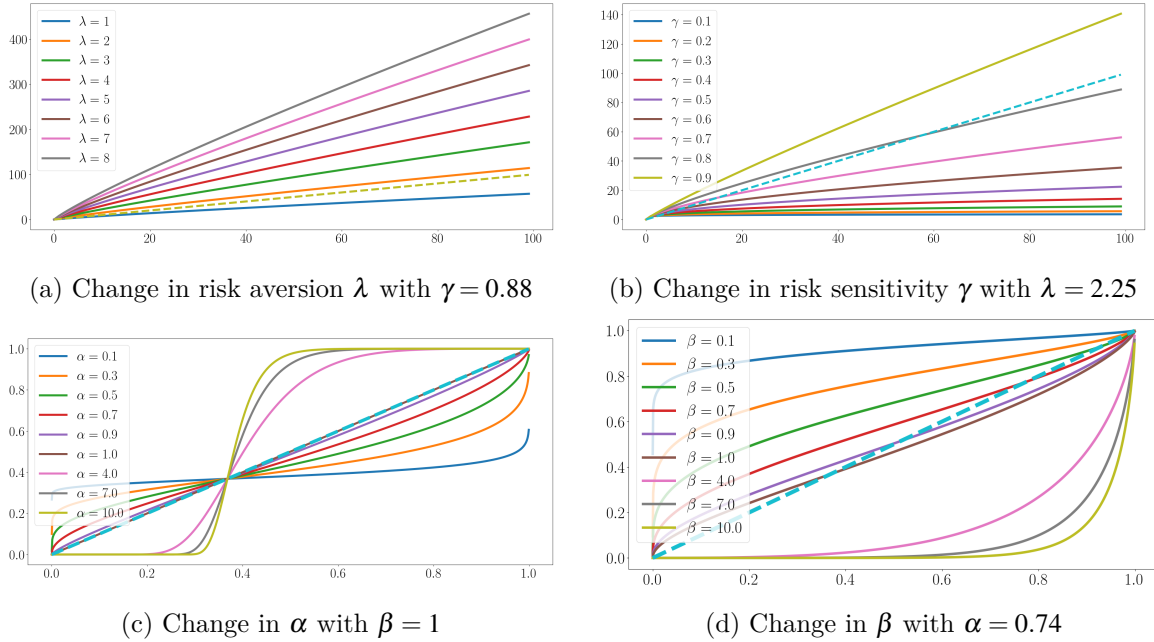 400
300
200
100
0
0 20 40 60 80 100
λ = 1
λ = 2
λ = 3
λ = 4
λ = 5
λ = 6
λ = 7
λ = 8
(a) Change in risk aversion λ with γ = 0.88
140
120
100
80
60
40
20
0
0 20 40 60 80 100
γ = 0.1
γ = 0.2
γ = 0.3
γ = 0.4
γ = 0.5
γ = 0.6
γ = 0.7
γ = 0.8
γ = 0.9
(b) Change in risk sensitivity γ with λ = 2.25
1.0
0.8
0.6
0.4
0.2
0.0
0.0 0.2 0.4 0.6 0.8 1.0
α = 0.1
α = 0.3
α = 0.5
α = 0.7
α = 0.9
α = 1.0
α = 4.0
α = 7.0
α = 10.0
(c) Change in α with β = 1
1.0
0.8
0.6
0.4
0.2
0.0
0.0 0.2 0.4 0.6 0.8 1.0
β = 0.1
β = 0.3
β = 0.5
β = 0.7
β = 0.9
β = 1.0
β = 4.0
β = 7.0
β = 10.0
(d) Change in β with α = 0.74